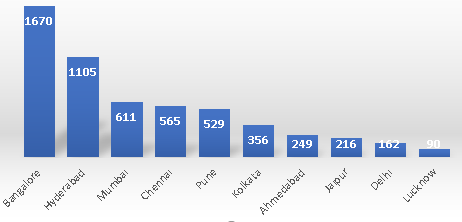 1670
1105
611
565
529
356
249
216
162
90
Bangalore
Hyderabad
Mumbai
Chennai
Pune
Kolkata
Ahmedabad
Jaipur
Delhi
Lucknow